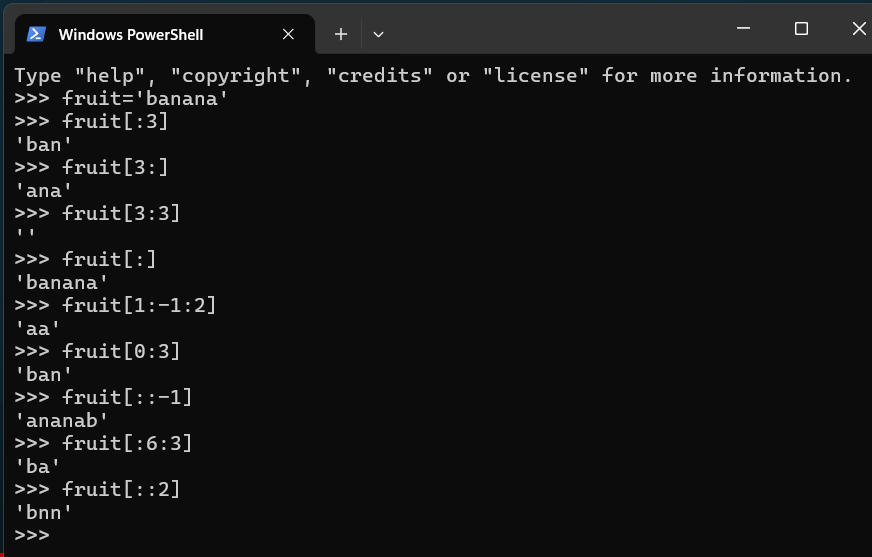 Windows PowerShell
Type "help", "copyright", "credits" or "license" for more information.
>>> fruit='banana'
>>> fruit[:3]
'ban'
>>> fruit[3:]
'ana'
>>> fruit[3:3]
''
>>> fruit[:]
'banana'
>>> fruit[1:-1:2]
'aa'
>>> fruit[0:3]
'ban'
>>> fruit[::-1]
'ananab'
>>> fruit[:6:3]
'ba'
>>> fruit[::2]
'bnn'
>>>